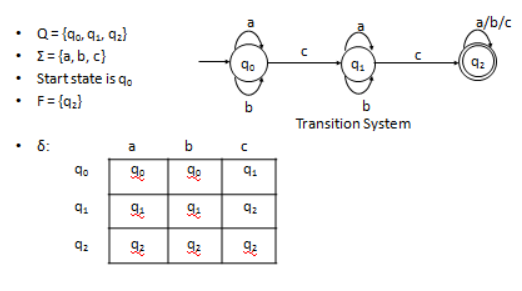 • Q = {q₀, q₁, q₂}
• Σ = {a, b, c}
• Start state is q₀
• F = {q₂}
a a a/b/c
q₀ c q₁ c q₂
b b
Transition System
• δ: a b c
q₀ q₀ q₀ q₁
q₁ q₁ q₁ q₂
q₂ q₂ q₂ q₂